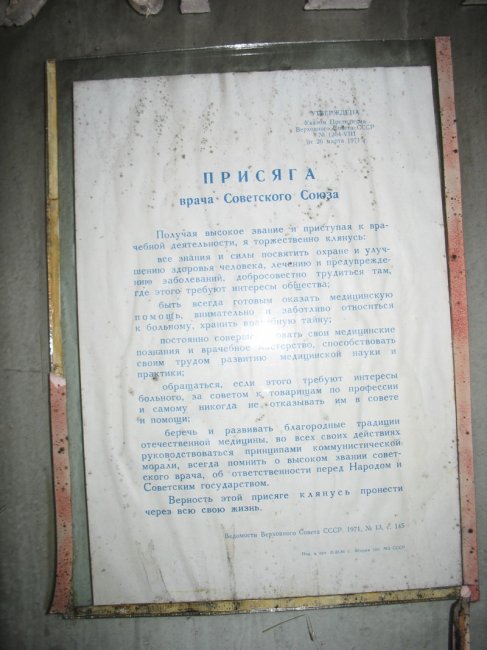 УТВЕРЖДЕНА
Указом Президиума
Верховного Совета СССР
№ 1364-VIII
от 26 марта 1971 г.
ПРИСЯГА
врача Советского Союза
Получая высокое звание и приступая к вра-
чебной деятельности, я торжественно клянусь:
все знания и силы посвятить охране и улуч-
шению здоровья человека, лечению и предупрежде-
нию заболеваний, добросовестно трудиться там,
где этого требуют интересы общества;
быть всегда готовым оказать медицинскую
помощь, внимательно и заботливо относиться
к больному, хранить врачебную тайну;
постоянно совершенствовать свои медицинские
познания и врачебное мастерство, способствовать
своим трудом развитию медицинской науки и
практики;
обращаться, если этого требуют интересы
больного, за советом к товарищам по профессии
и самому никогда не отказывать им в совете
и помощи;
беречь и развивать благородные традиции
отечественной медицины, во всех своих действиях
руководствоваться принципами коммунистической
морали, всегда помнить о высоком звании совет-
ского врача, об ответственности перед Народом и
Советским государством.
Верность этой присяге клянусь пронести
через всю свою жизнь.
Ведомости Верховного Совета СССР, 1971, № 13, с. 145
СССР